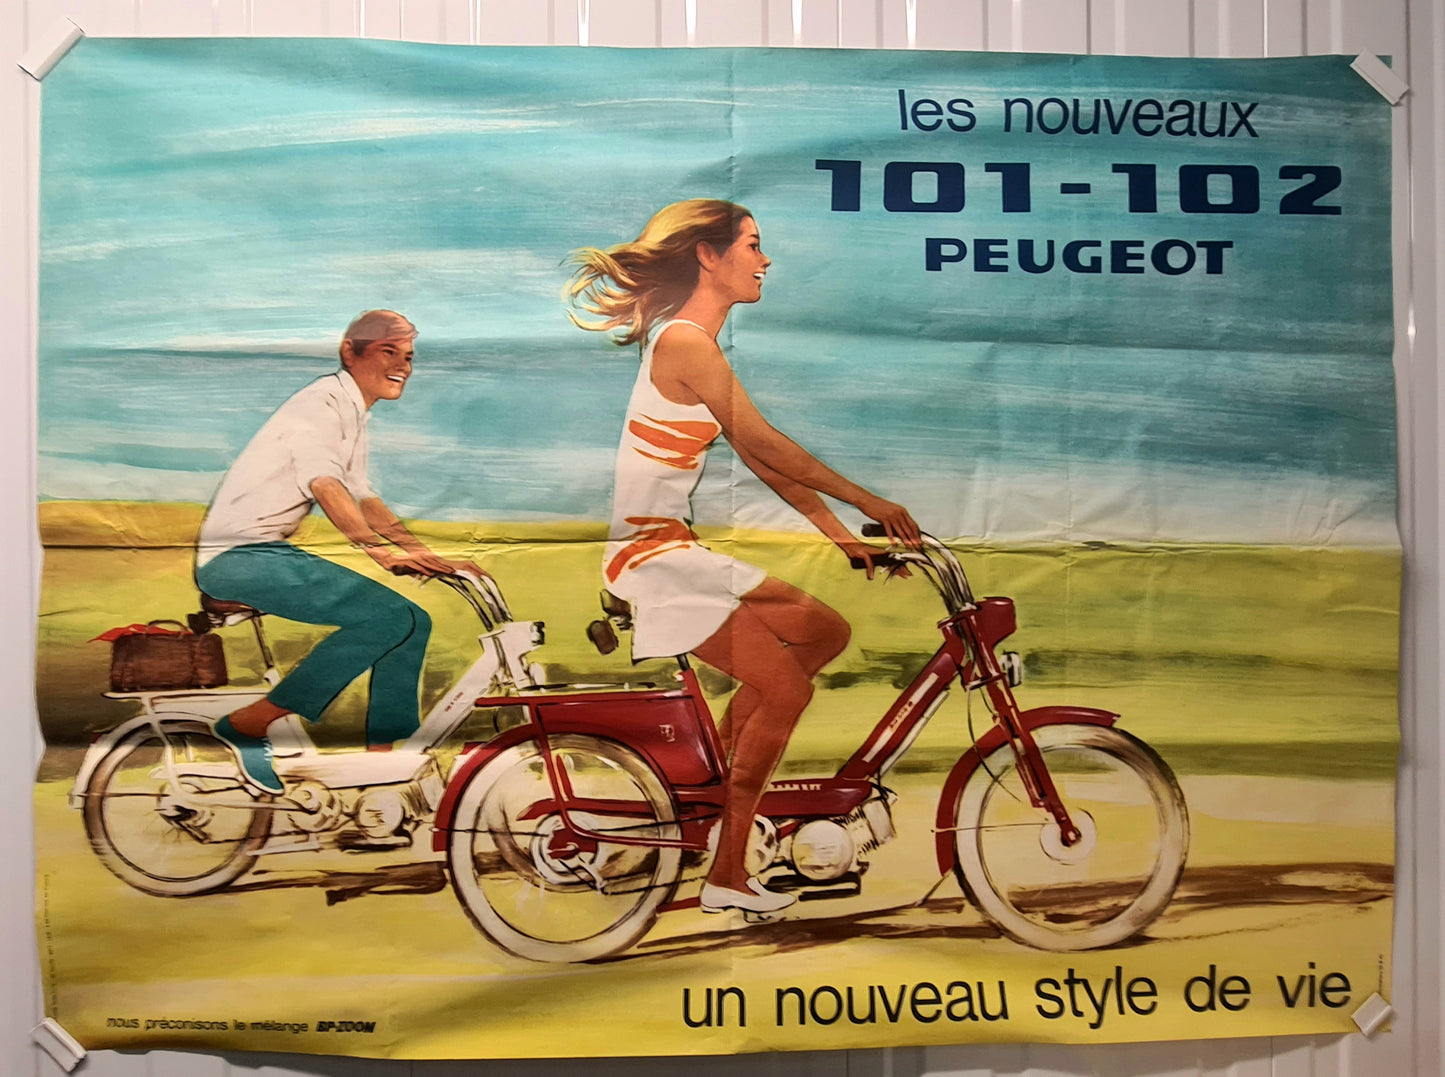 les nouveaux
101-102
PEUGEOT
un nouveau style de vie
nous préconisons le mélange BP-ZOOM